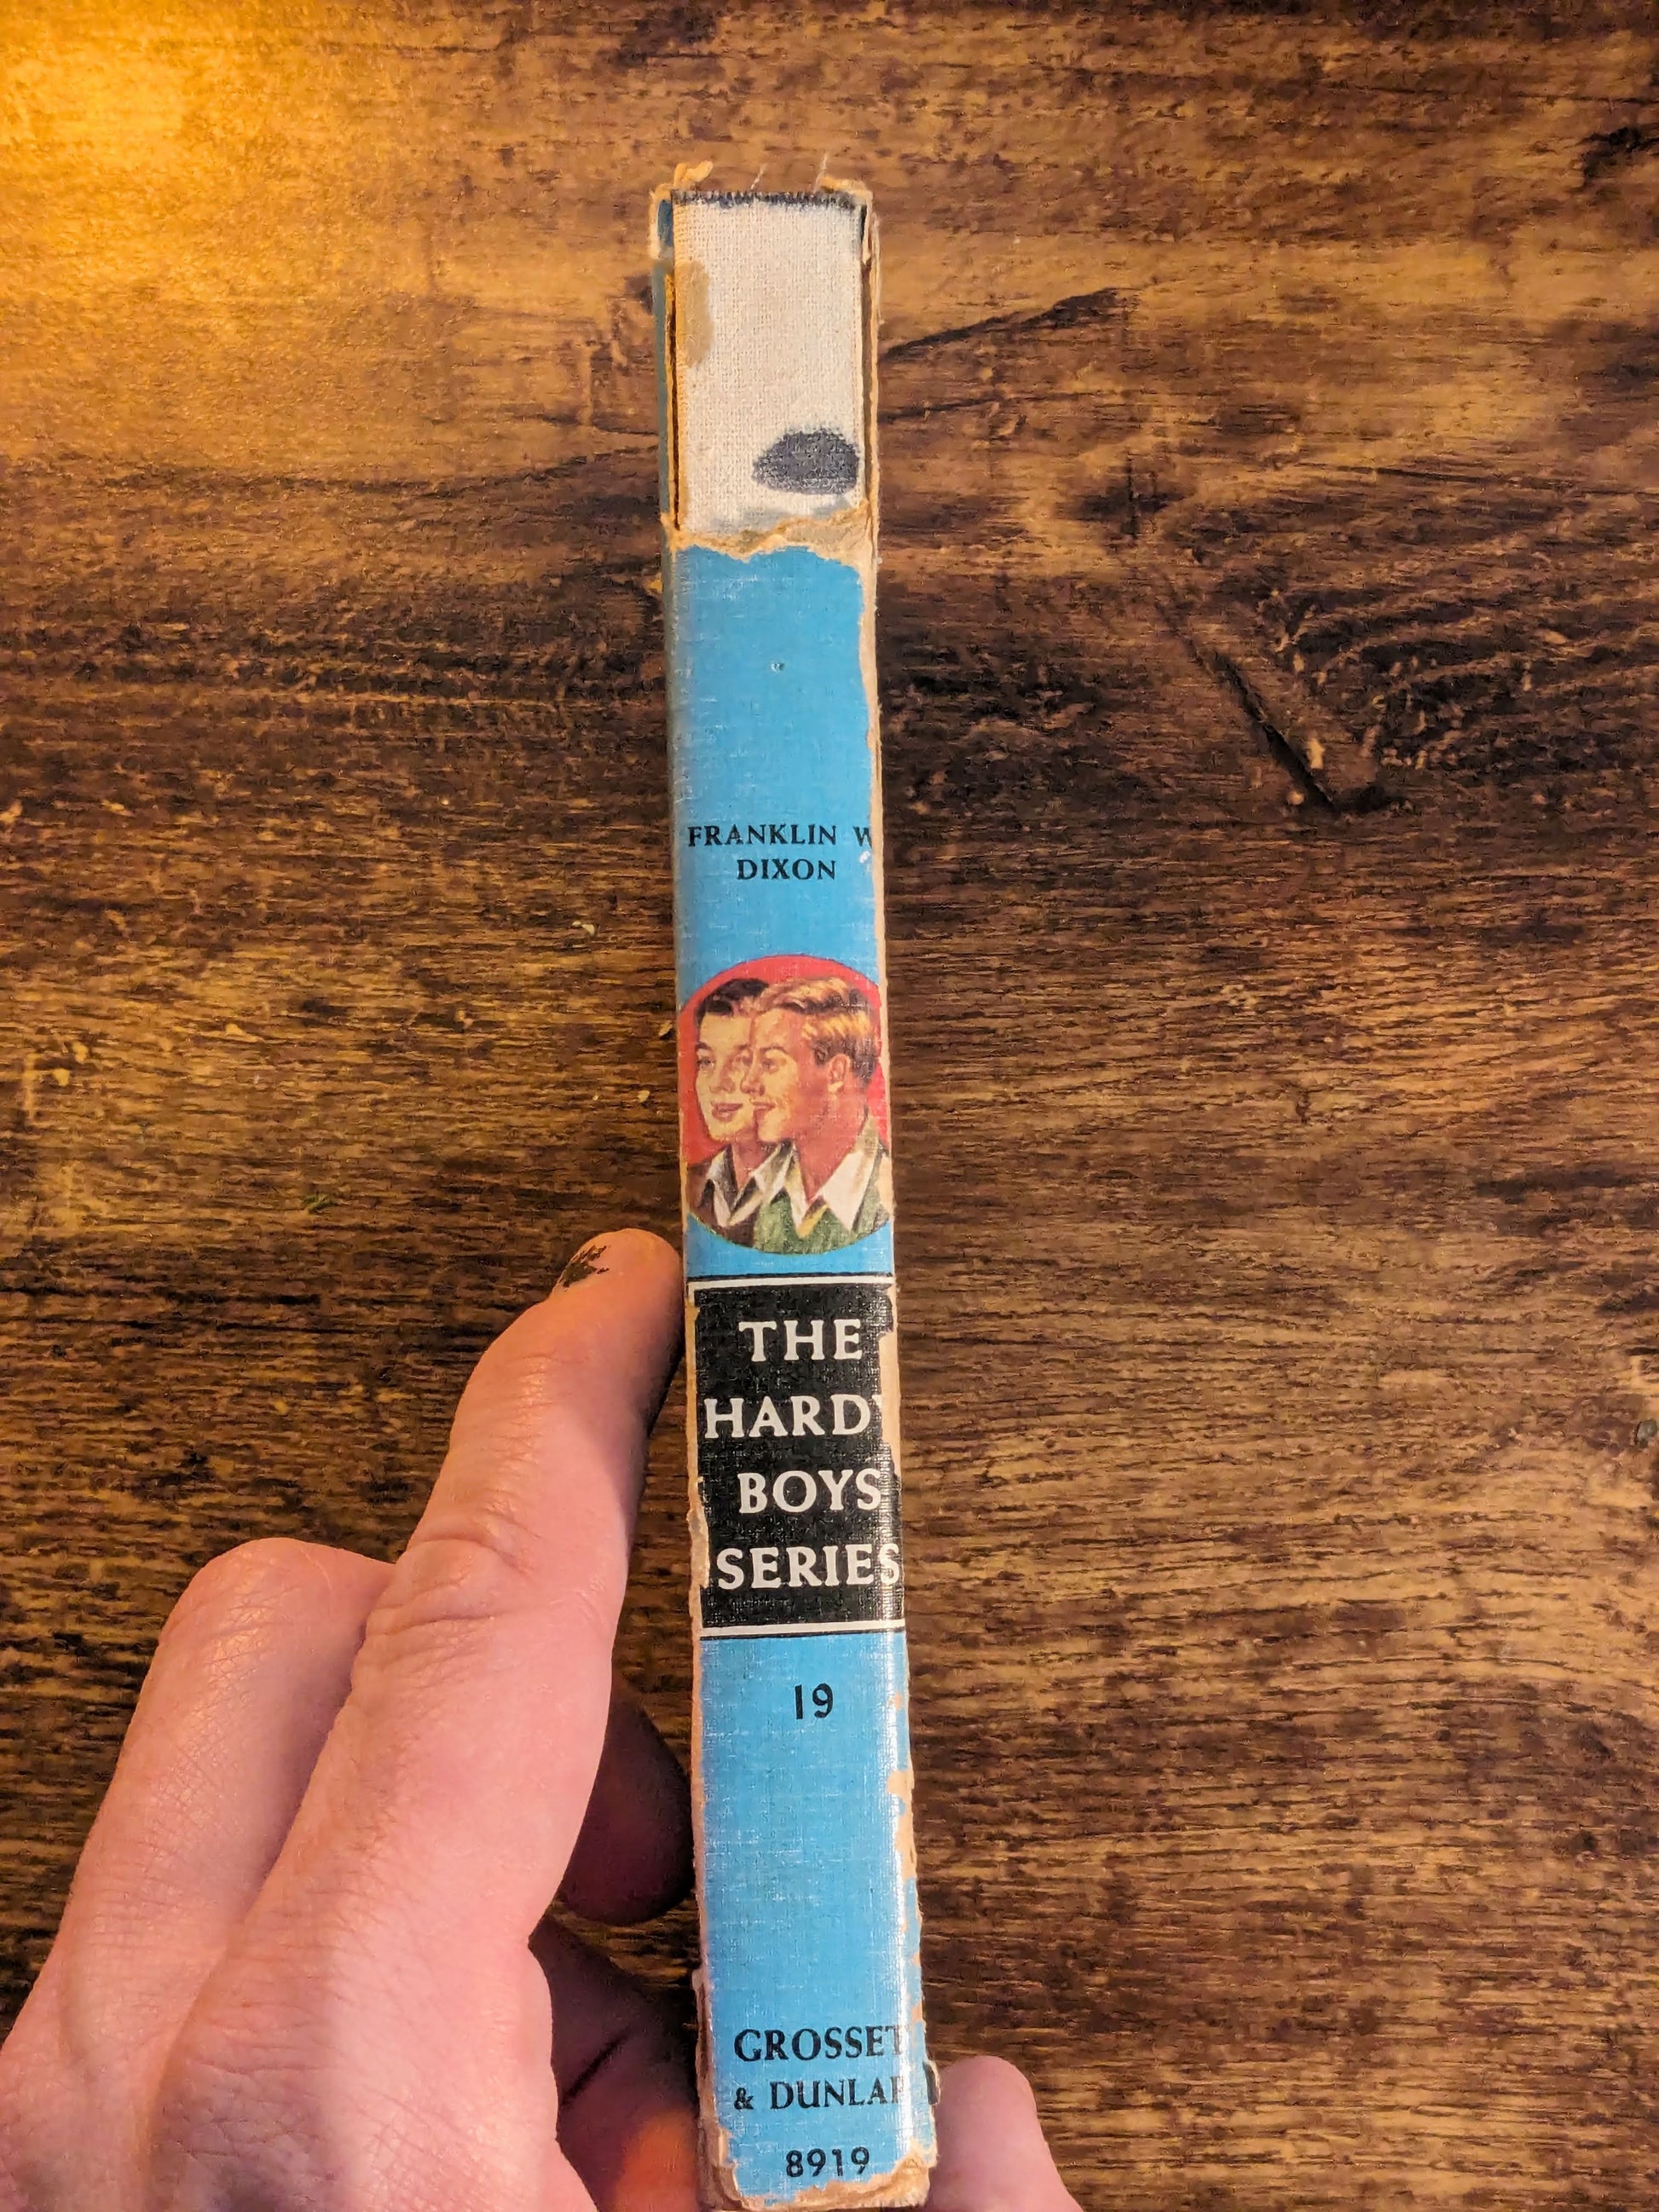 FRANKLIN W
DIXON
THE
HARDY
BOYS
SERIES
19
GROSSET
& DUNLAP
8919